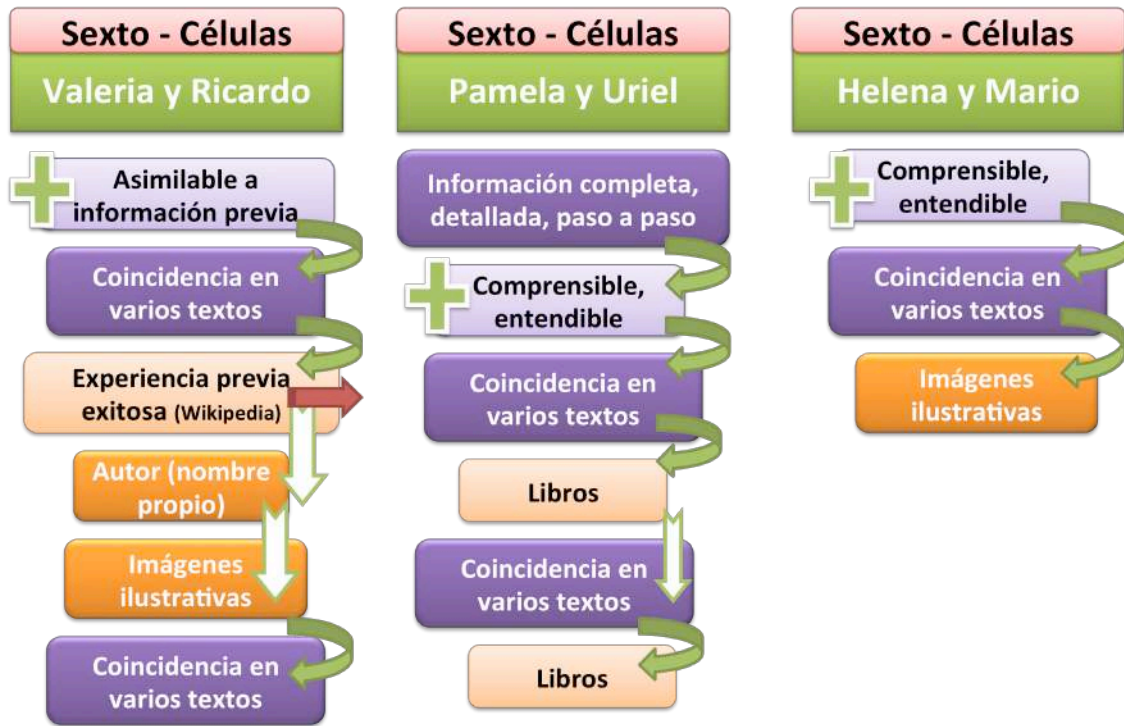 Sexto - Células
Valeria y Ricardo
Asimilable a
información previa
Coincidencia en
varios textos
Experiencia previa
exitosa (Wikipedia)
Autor (nombre
propio)
Imágenes
ilustrativas
Coincidencia en
varios textos
Sexto - Células
Pamela y Uriel
Información completa,
detallada, paso a paso
Comprensible,
entendible
Coincidencia en
varios textos
Libros
Coincidencia en
varios textos
Libros
Sexto - Células
Helena y Mario
Comprensible,
entendible
Coincidencia en
varios textos
Imágenes
ilustrativas